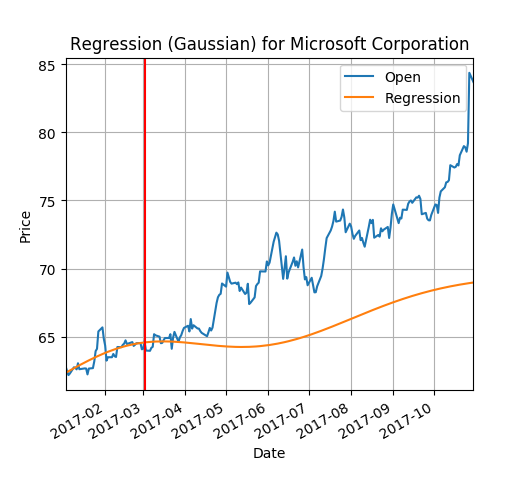 Regression (Gaussian) for Microsoft Corporation
Open
Regression
85
80
75
70
65
Price
2017-02
2017-03
2017-04
2017-05
2017-06
2017-07
2017-08
2017-09
2017-10
Date